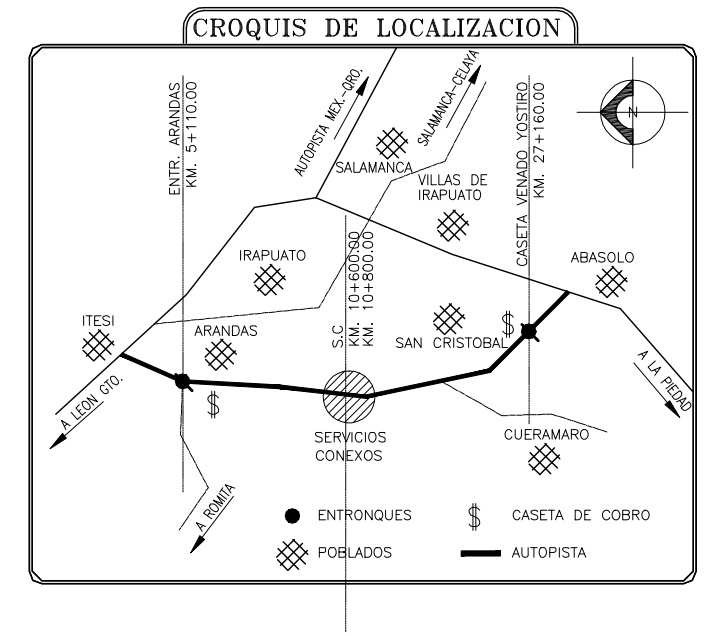 CROQUIS DE LOCALIZACION
ENTR. ARANDAS
KM. 5+110.00
AUTOPISTA MEX.-QRO.
SALAMANCA-CELAYA
CASETA VENADO YOSTIRO
KM. 27+160.00
N
SALAMANCA
VILLAS DE
IRAPUATO
IRAPUATO
S.C
KM. 10+600.00
KM. 10+800.00
ABASOLO
ITESI
ARANDAS
$
SAN CRISTOBAL
A LEON GTO.
$
A LA PIEDAD
SERVICIOS
CONEXOS
CUERAMARO
A ROMITA
ENTRONQUES
$ CASETA DE COBRO
POBLADOS
AUTOPISTA